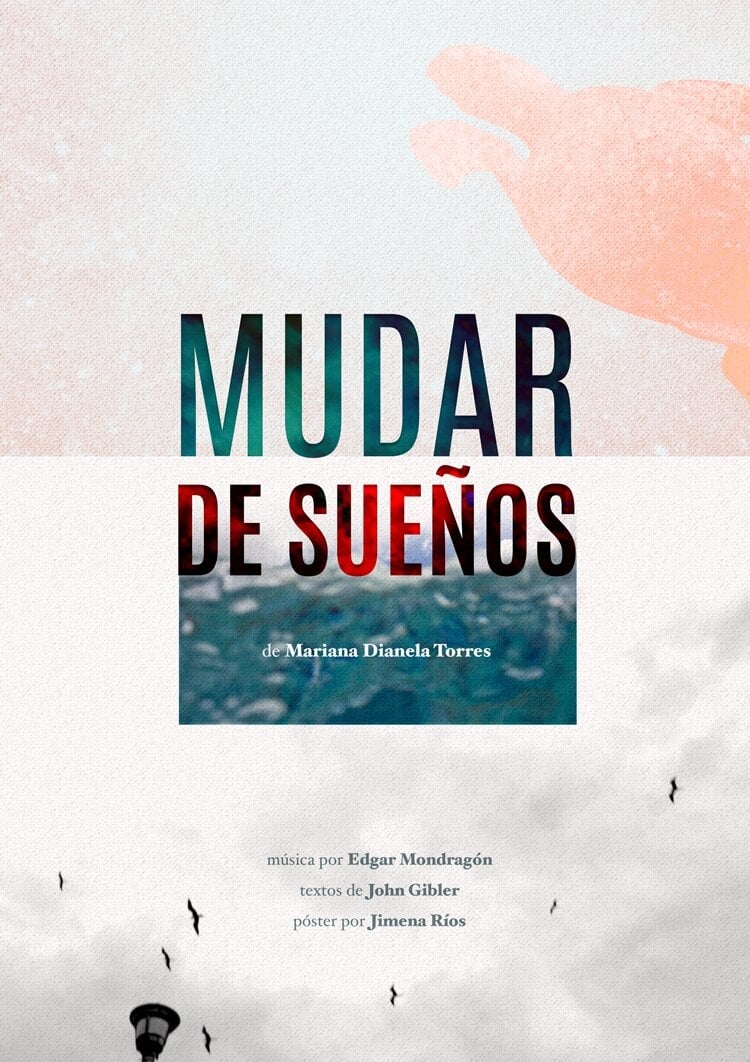 MUDAR
DE SUEÑOS
de Mariana Dianela Torres
música por Edgar Mondragón
textos de John Gibler
póster por Jimena Ríos